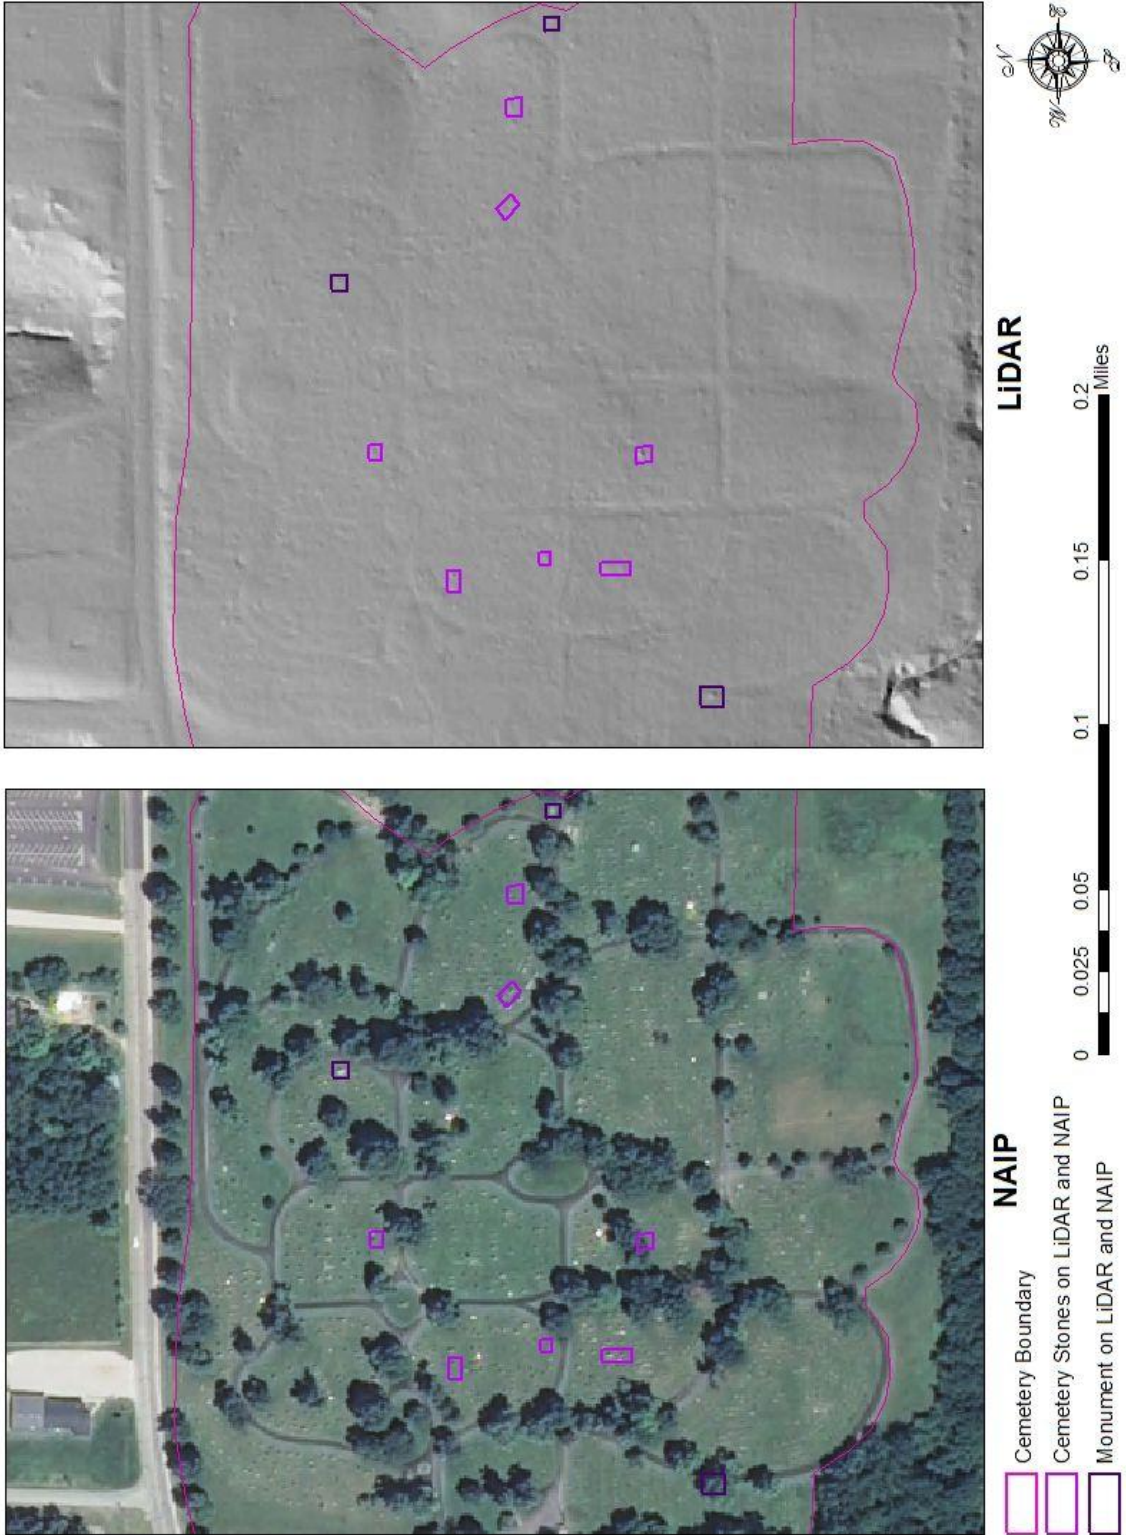 NAIP
LiDAR
Cemetery Boundary
Cemetery Stones on LiDAR and NAIP
Monument on LiDAR and NAIP
0 0.025 0.05 0.1 0.15 0.2
Miles
N
W E
S